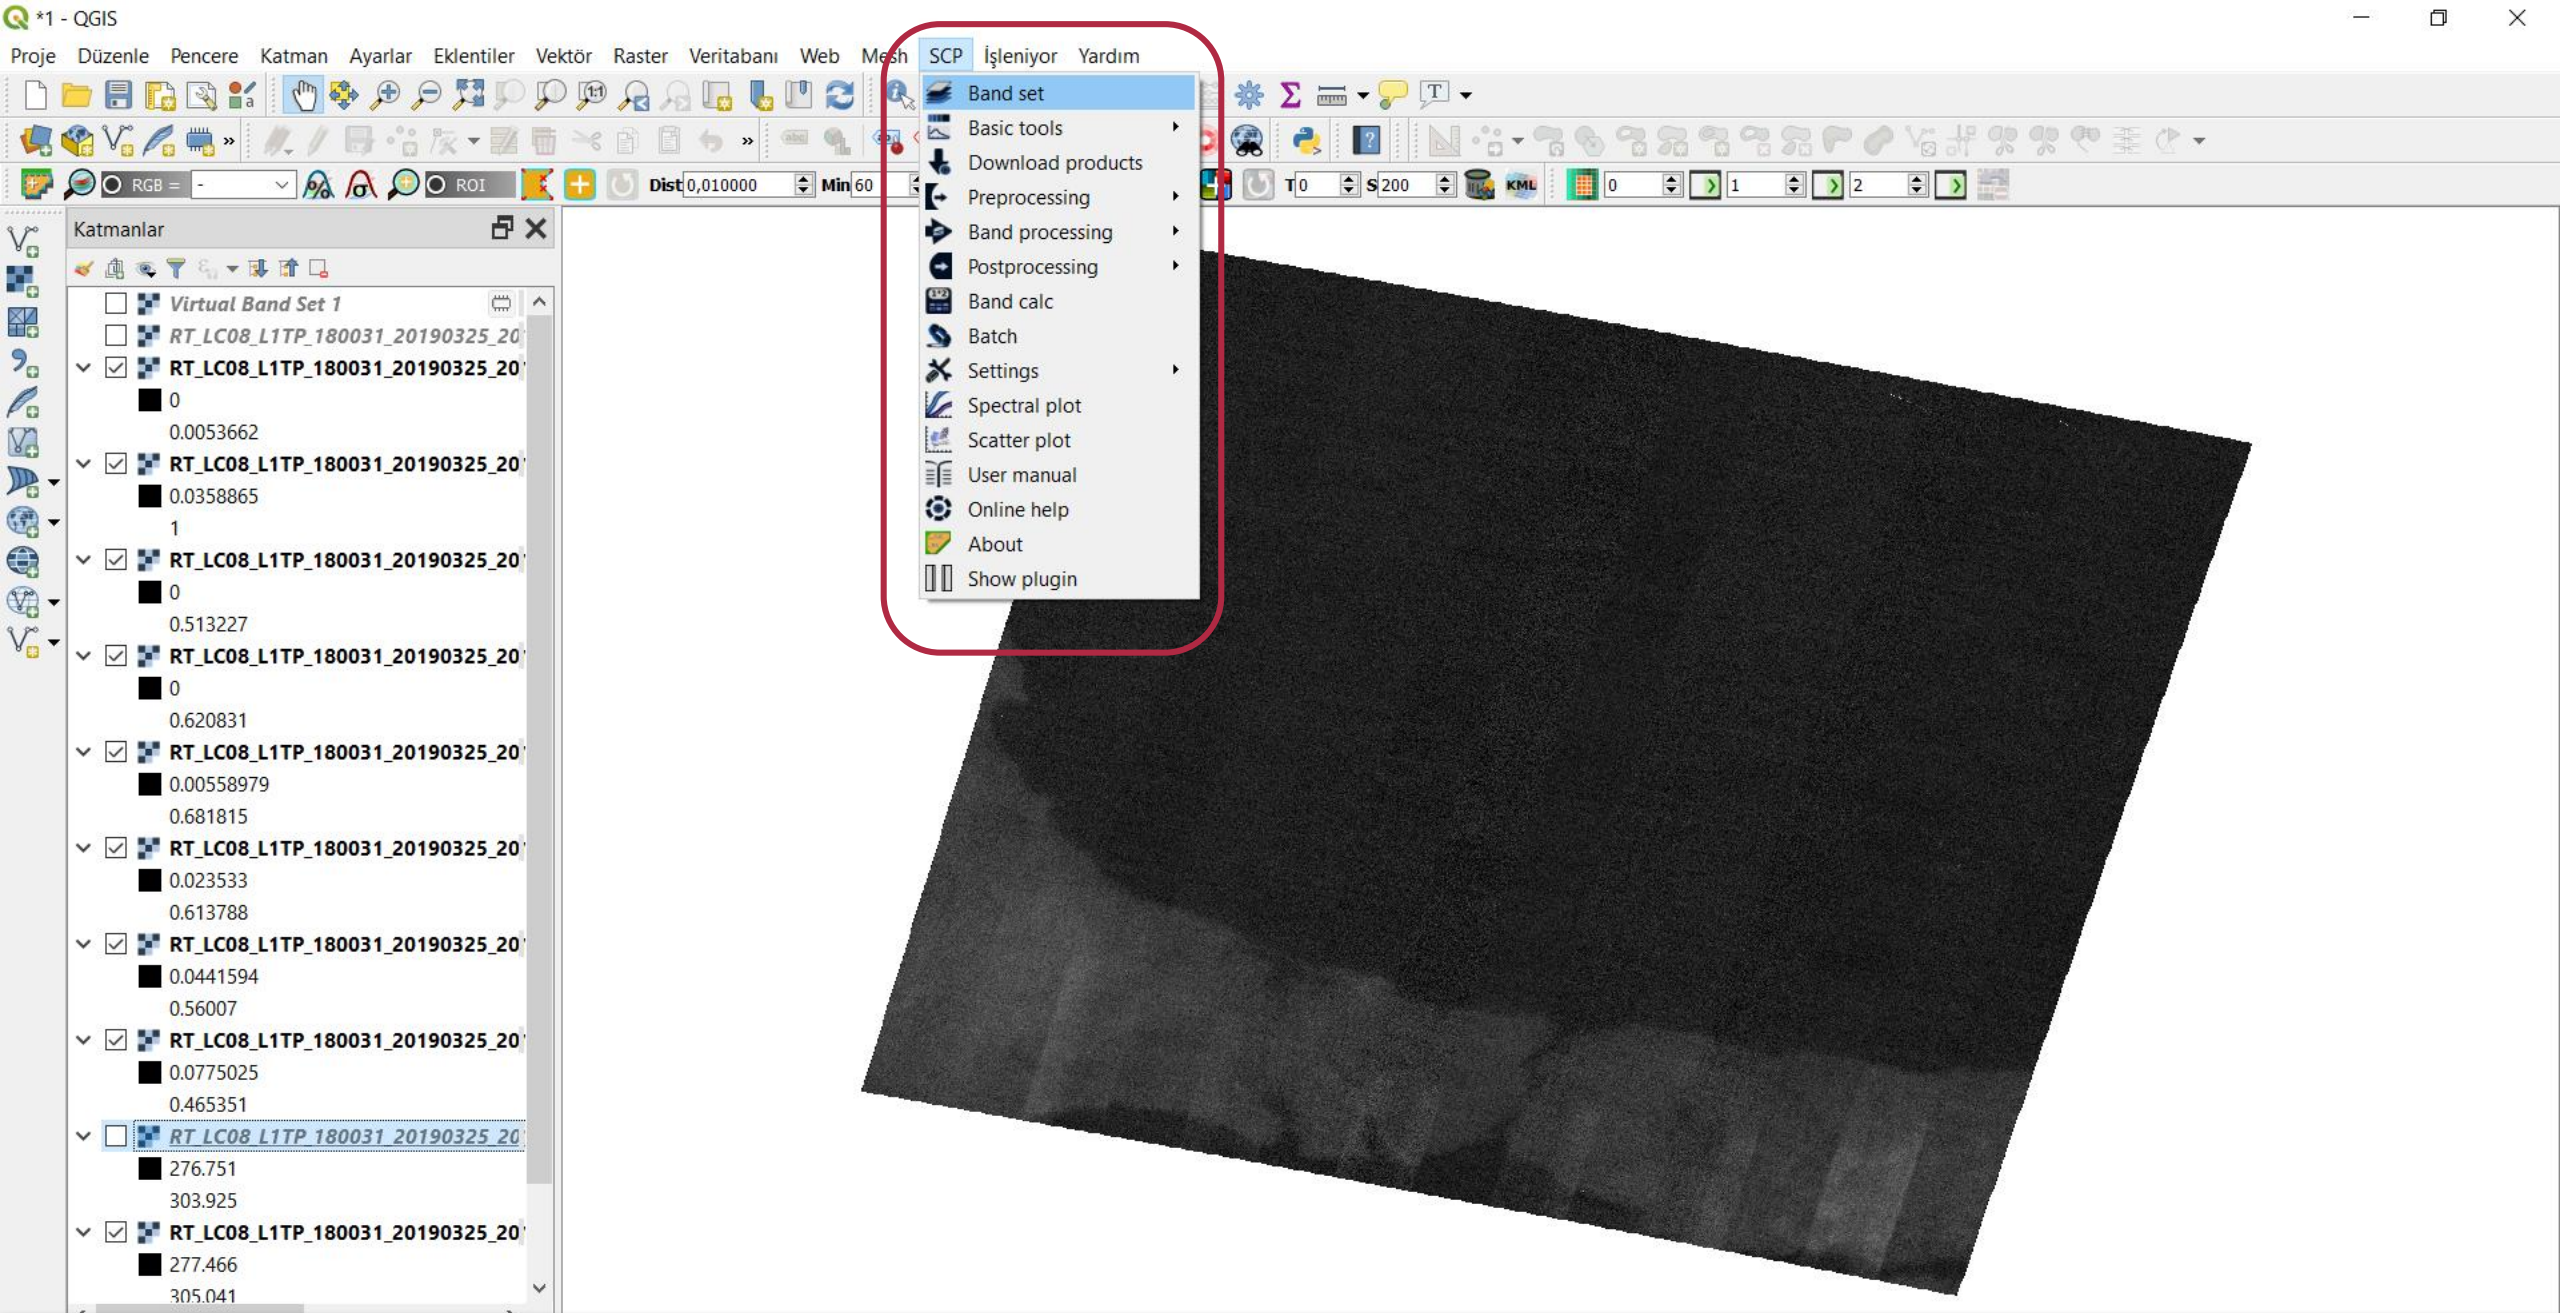 *1 - QGIS
Proje Düzenle Pencere Katman Ayarlar Eklentiler Vektör Raster Veritabanı Web Mesh SCP İşleniyor Yardım
RGB = - ROI Dist 0,010000 Min 60 T 0 S 200 KML 0 1 2
Katmanlar
Virtual Band Set 1
RT_LC08_L1TP_180031_20190325_20
RT_LC08_L1TP_180031_20190325_20
0
0.0053662
RT_LC08_L1TP_180031_20190325_20
0.0358865
1
RT_LC08_L1TP_180031_20190325_20
0
0.513227
RT_LC08_L1TP_180031_20190325_20
0
0.620831
RT_LC08_L1TP_180031_20190325_20
0.00558979
0.681815
RT_LC08_L1TP_180031_20190325_20
0.023533
0.613788
RT_LC08_L1TP_180031_20190325_20
0.0441594
0.56007
RT_LC08_L1TP_180031_20190325_20
0.0775025
0.465351
RT_LC08_L1TP_180031_20190325_20
276.751
303.925
RT_LC08_L1TP_180031_20190325_20
277.466
305.041
Band set
Basic tools
Download products
Preprocessing
Band processing
Postprocessing
Band calc
Batch
Settings
Spectral plot
Scatter plot
User manual
Online help
About
Show plugin